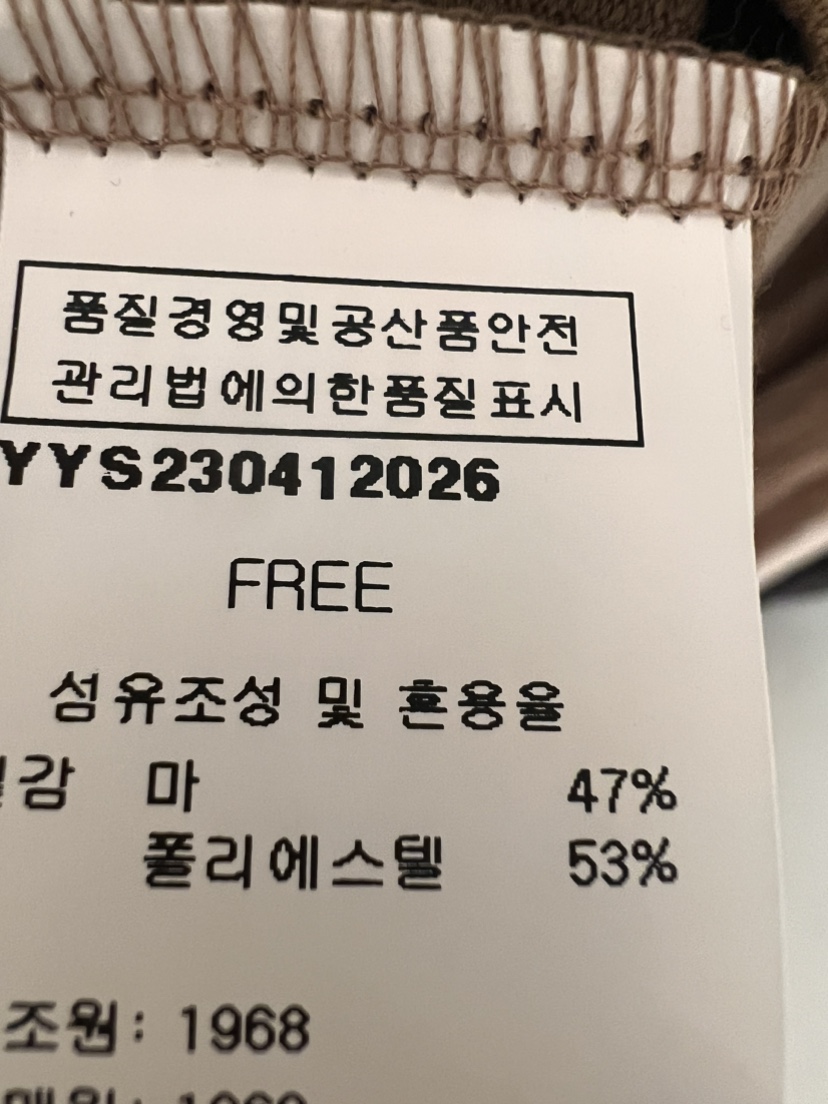 품질경영및공산품안전
관리법에의한품질표시
YYS230412026
FREE
섬유조성 및 혼용율
마 47%
폴리에스텔 53%
조원: 1968